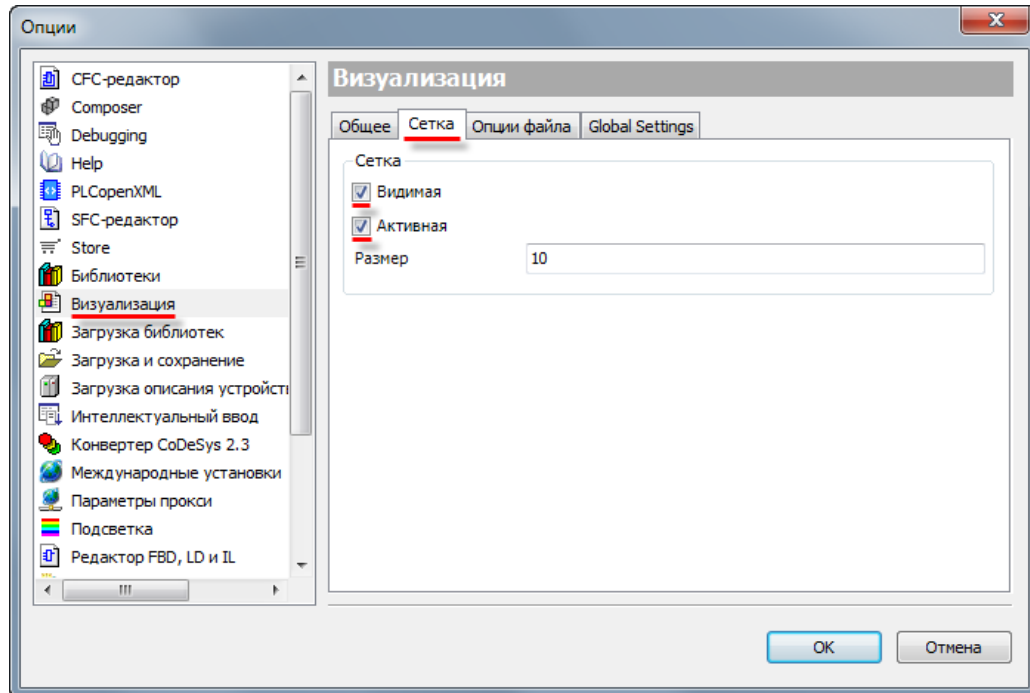 Опции
CFC-редактор
Composer
Debugging
Help
PLCopenXML
SFC-редактор
Store
Библиотеки
Визуализация
Загрузка библиотек
Загрузка и сохранение
Загрузка описания устройст
Интеллектуальный ввод
Конвертер CoDeSys 2.3
Международные установки
Параметры прокси
Подсветка
Редактор FBD, LD и IL
Визуализация
Общее Сетка Опции файла Global Settings
Сетка
Видимая
Активная
Размер 10
OK Отмена